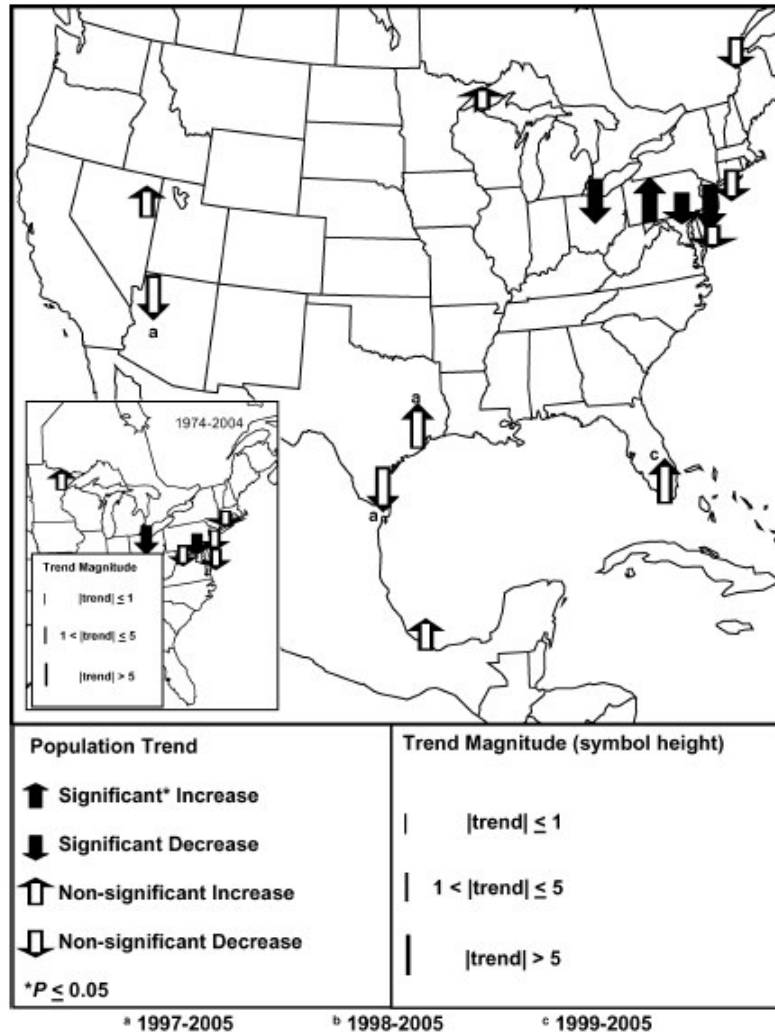 a
a
c
a
1974-2004
Trend Magnitude
|trend| ≤ 1
1 < |trend| ≤ 5
|trend| > 5
Population Trend
Significant* Increase
Significant Decrease
Non-significant Increase
Non-significant Decrease
*P ≤ 0.05
Trend Magnitude (symbol height)
|trend| ≤ 1
1 < |trend| ≤ 5
|trend| > 5
a 1997-2005 b 1998-2005 c 1999-2005